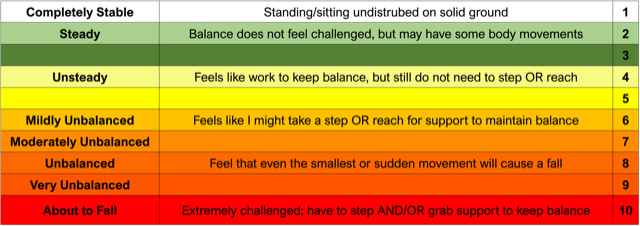 Completely Stable Standing/sitting undistrubed on solid ground 1
Steady Balance does not feel challenged, but may have some body movements 2
3
Unsteady Feels like work to keep balance, but still do not need to step OR reach 4
5
Mildly Unbalanced Feels like I might take a step OR reach for support to maintain balance 6
Moderately Unbalanced 7
Unbalanced Feel that even the smallest or sudden movement will cause a fall 8
Very Unbalanced 9
About to Fall Extremely challenged; have to step AND/OR grab support to keep balance 10